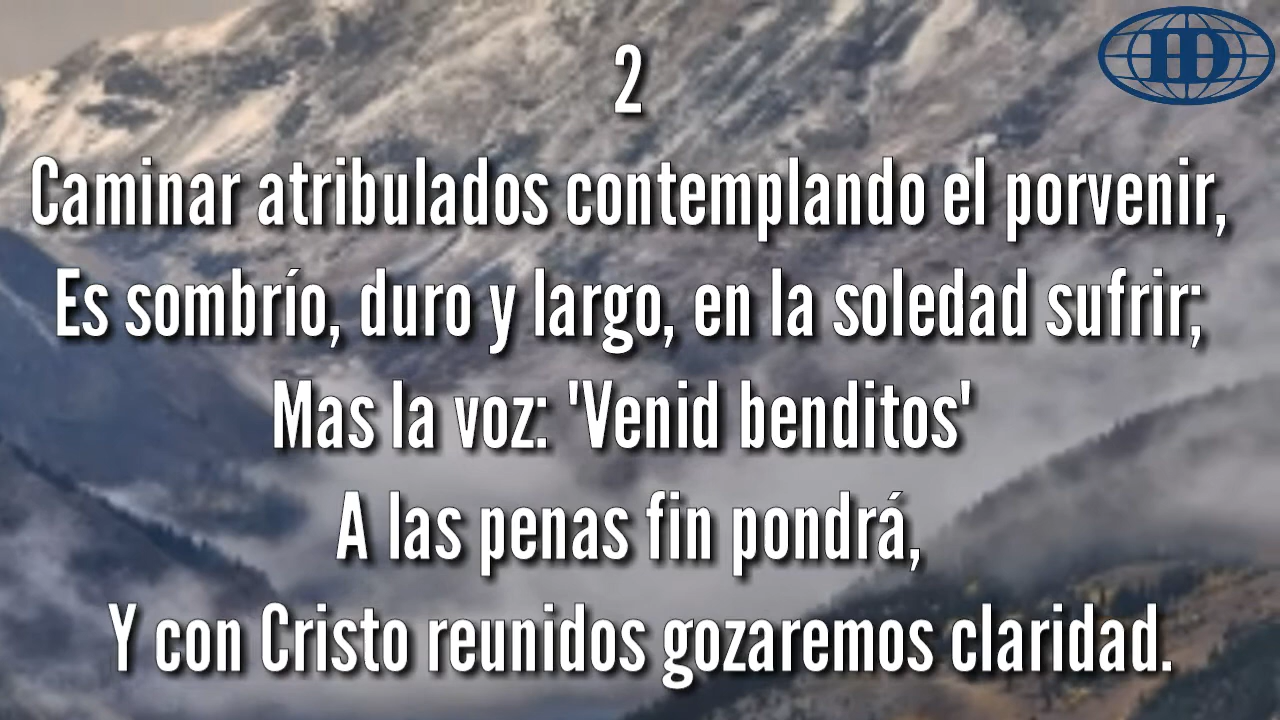 ID
2
Caminar atribulados contemplando el porvenir,
Es sombrío, duro y largo, en la soledad sufrir;
Mas la voz: 'Venid benditos'
A las penas fin pondrá,
Y con Cristo reunidos gozaremos claridad.